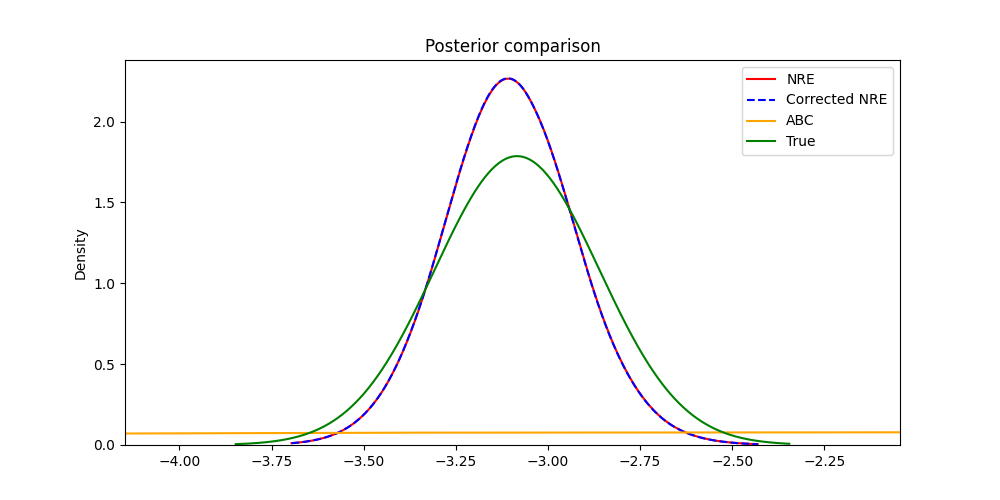 Posterior comparison
NRE
Corrected NRE
ABC
True
Density
2.0
1.5
1.0
0.5
0.0
−4.00 −3.75 −3.50 −3.25 −3.00 −2.75 −2.50 −2.25